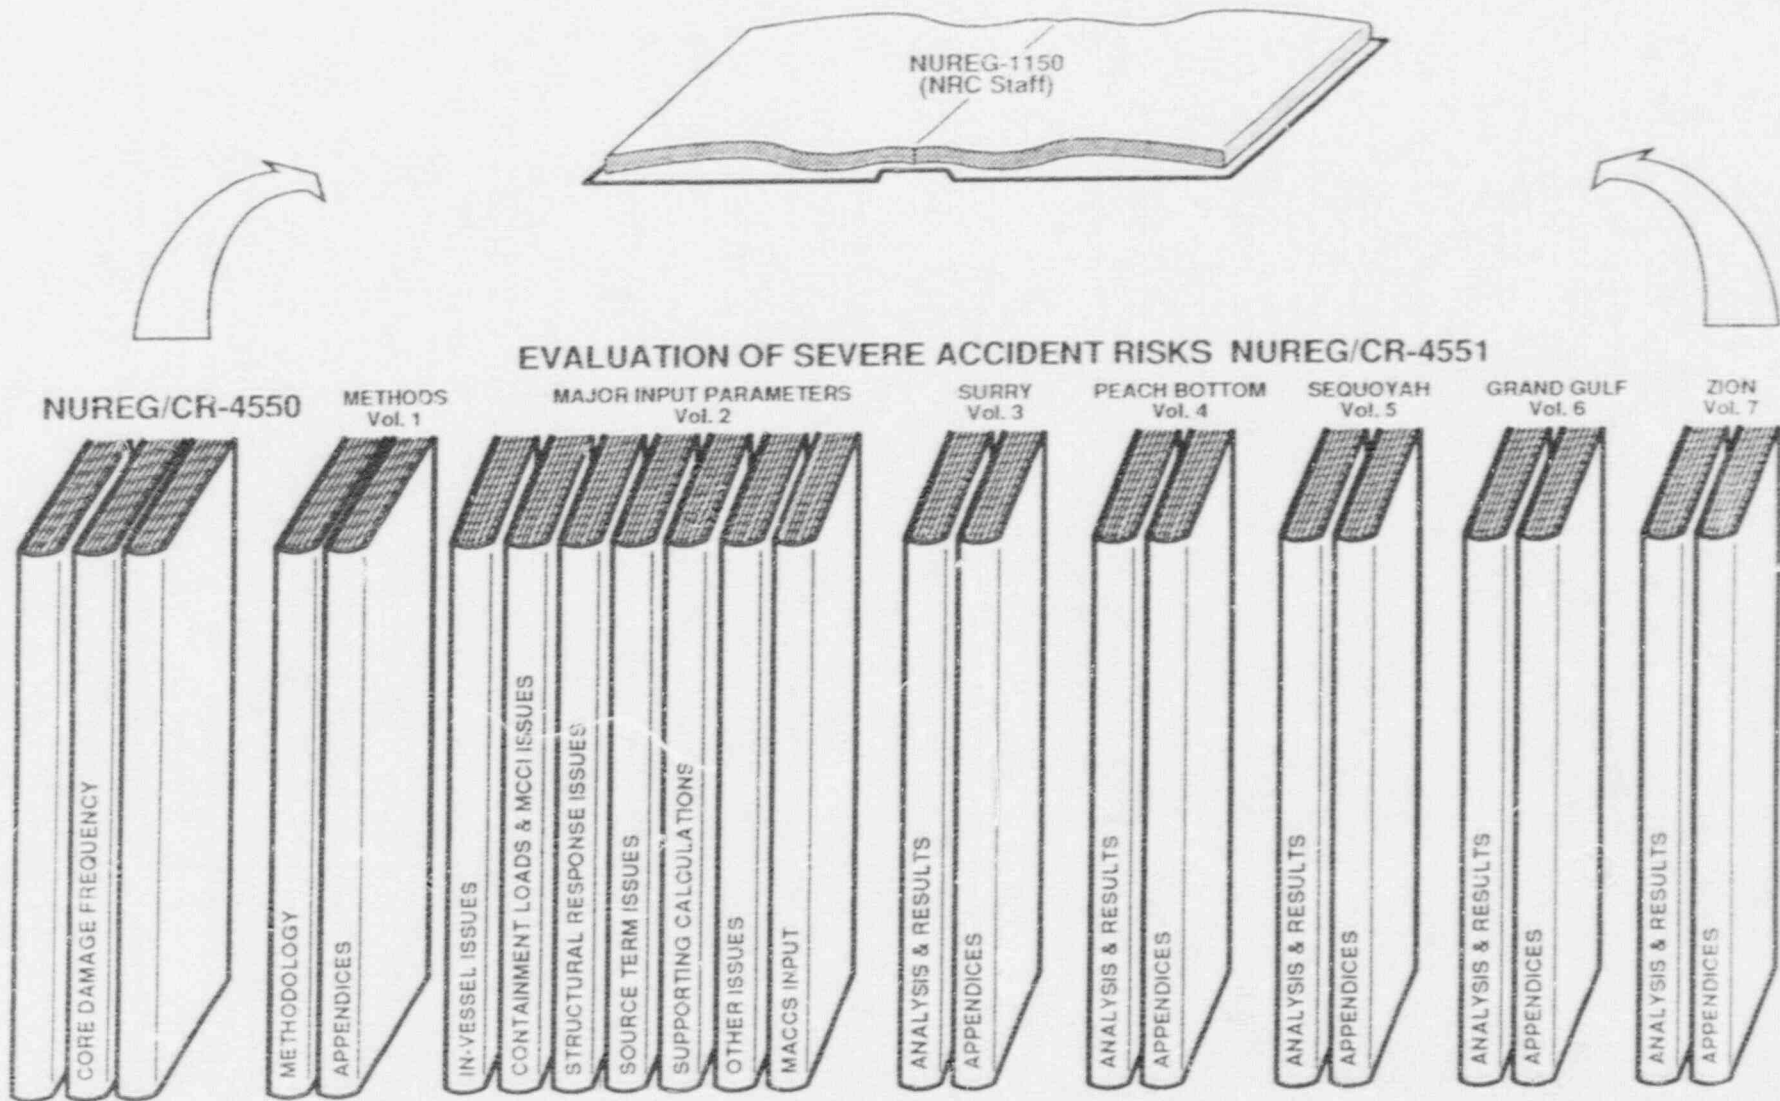 NUREG-1150
(NRC Staff)
EVALUATION OF SEVERE ACCIDENT RISKS NUREG/CR-4551
NUREG/CR-4550
METHODS
Vol. 1
MAJOR INPUT PARAMETERS
Vol. 2
SURRY
Vol. 3
PEACH BOTTOM
Vol. 4
SEQUOYAH
Vol. 5
GRAND GULF
Vol. 6
ZION
Vol. 7
CORE DAMAGE FREQUENCY
METHODOLOGY
APPENDICES
IN-VESSEL ISSUES
CONTAINMENT LOADS & MCCI ISSUES
STRUCTURAL RESPONSE ISSUES
SOURCE TERM ISSUES
SUPPORTING CALCULATIONS
OTHER ISSUES
MACCS INPUT
ANALYSIS & RESULTS
APPENDICES
ANALYSIS & RESULTS
APPENDICES
ANALYSIS & RESULTS
APPENDICES
ANALYSIS & RESULTS
APPENDICES
ANALYSIS & RESULTS
APPENDICES